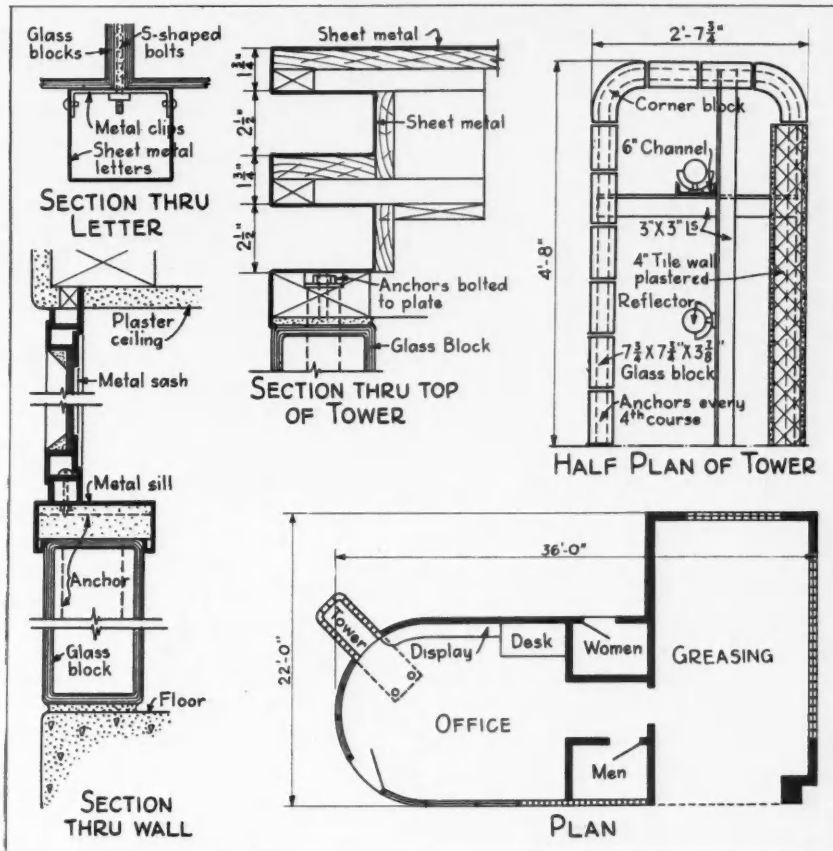 Glass
blocks
S-shaped
bolts
Metal clips
Sheet metal
letters
SECTION THRU
LETTER
Sheet metal
1¾"
2½"
1¾"
2½"
Sheet metal
Anchors bolted
to plate
Glass Block
SECTION THRU TOP
OF TOWER
2'-7¾"
4'-8"
Corner block
6" Channel
3"X3" Ls
4" Tile wall
plastered
Reflector
7¾"X7¾"X3⅞"
Glass block
Anchors every
4th course
HALF PLAN OF TOWER
Plaster
ceiling
Metal sash
Metal sill
Anchor
Glass
block
Floor
SECTION
THRU WALL
36'-0"
22'-0"
Tower
Display
Desk
Women
GREASING
OFFICE
Men
PLAN